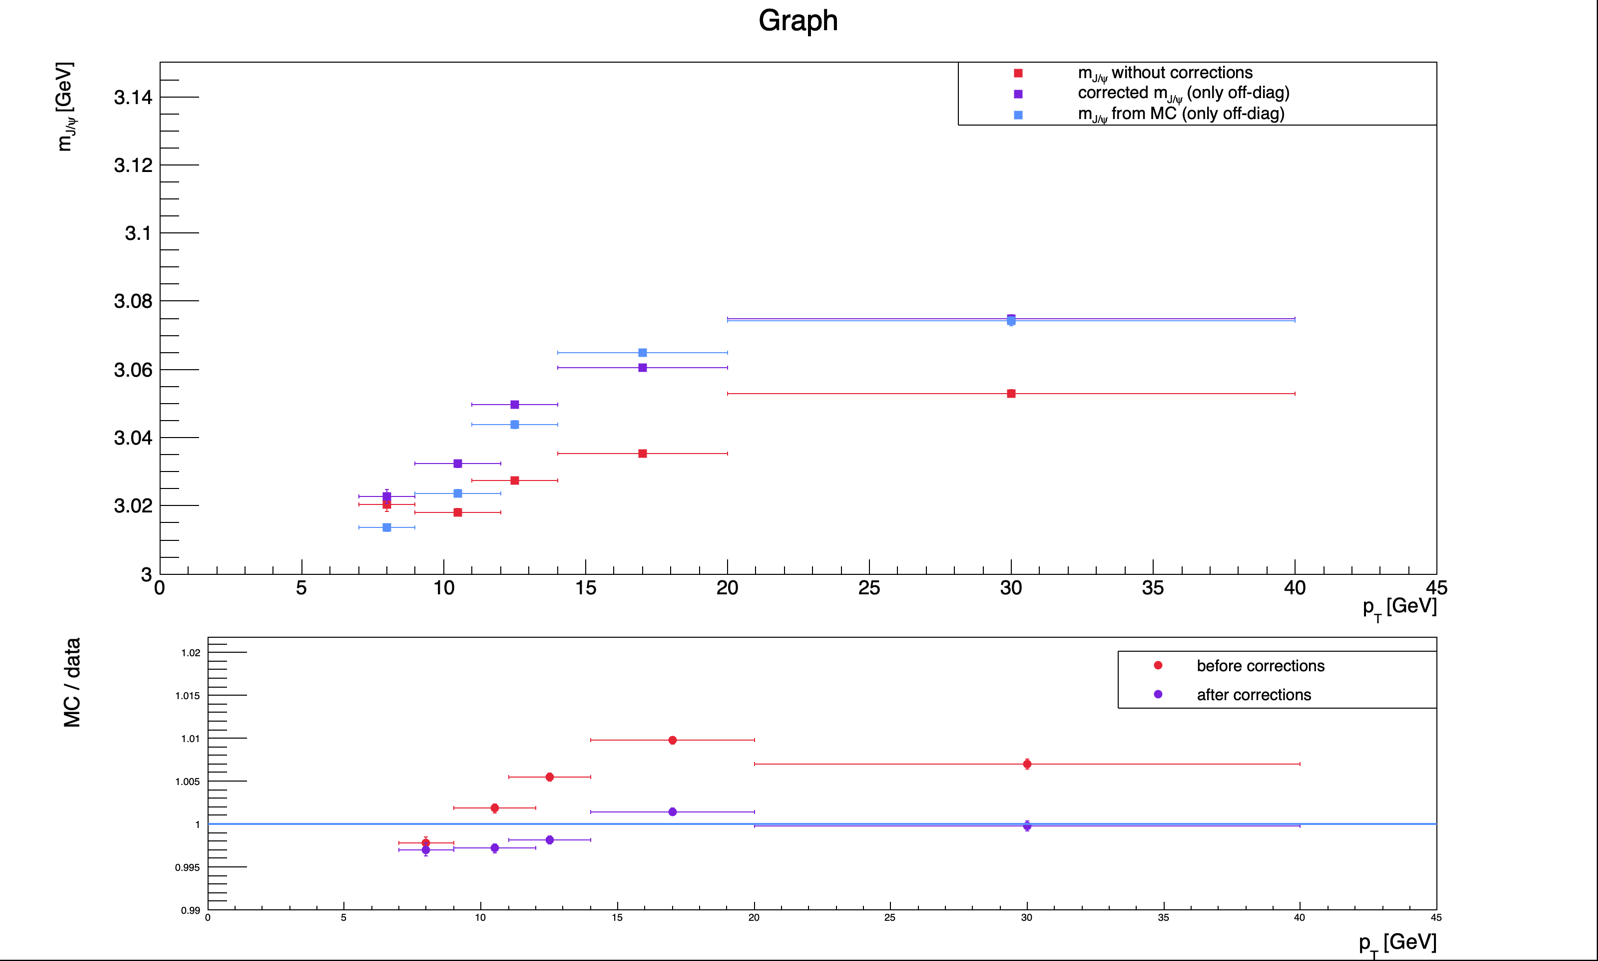 Graph
m_J/ψ [GeV]
m_J/ψ without corrections
corrected m_J/ψ (only off-diag)
m_J/ψ from MC (only off-diag)
3.14
3.12
3.1
3.08
3.06
3.04
3.02
3
0 5 10 15 20 25 30 35 40 45
p_T [GeV]
MC / data
before corrections
after corrections
1.02
1.015
1.01
1.005
1
0.995
0.99
0 5 10 15 20 25 30 35 40 45
p_T [GeV]